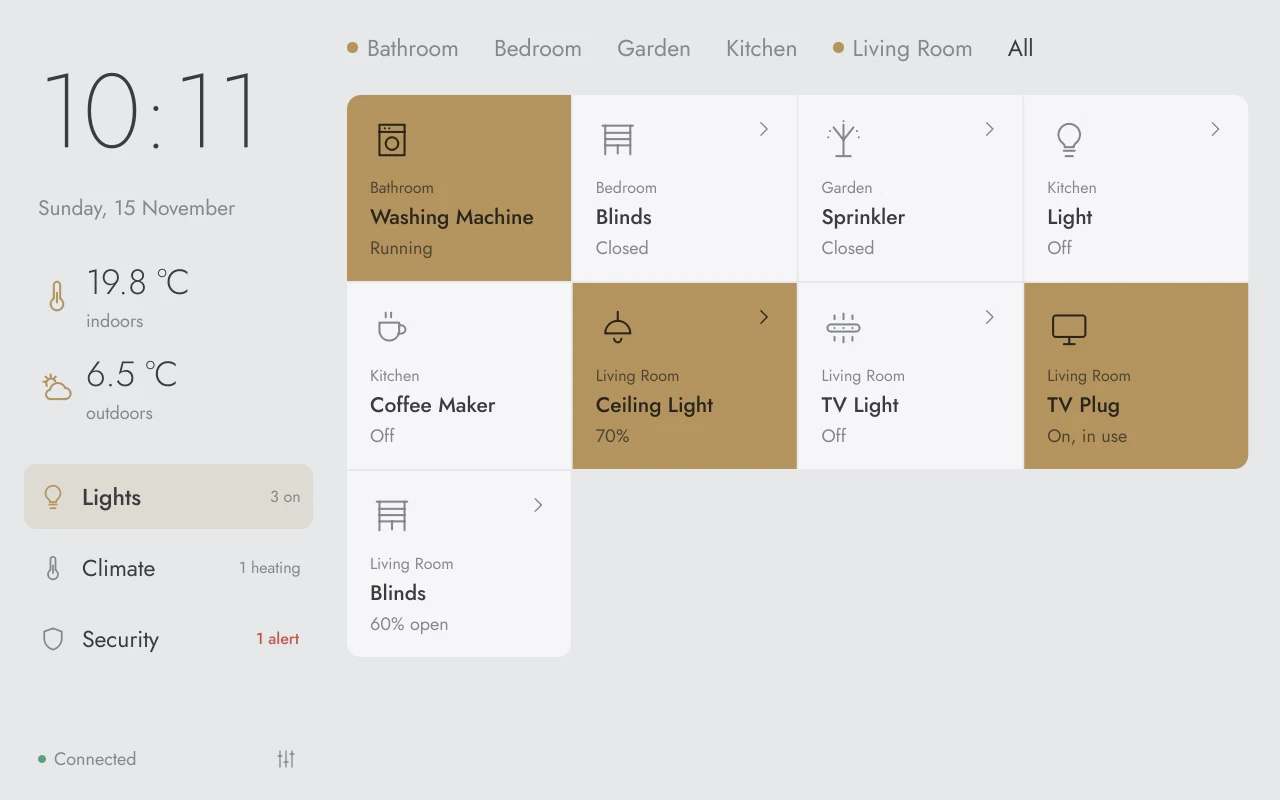 10:11
Sunday, 15 November
19.8 °C
indoors
6.5 °C
outdoors
Lights 3 on
Climate 1 heating
Security 1 alert
Connected
Bathroom Bedroom Garden Kitchen Living Room All
Bathroom
Washing Machine
Running
Bedroom
Blinds
Closed
Garden
Sprinkler
Closed
Kitchen
Light
Off
Kitchen
Coffee Maker
Off
Living Room
Ceiling Light
70%
Living Room
TV Light
Off
Living Room
TV Plug
On, in use
Living Room
Blinds
60% open